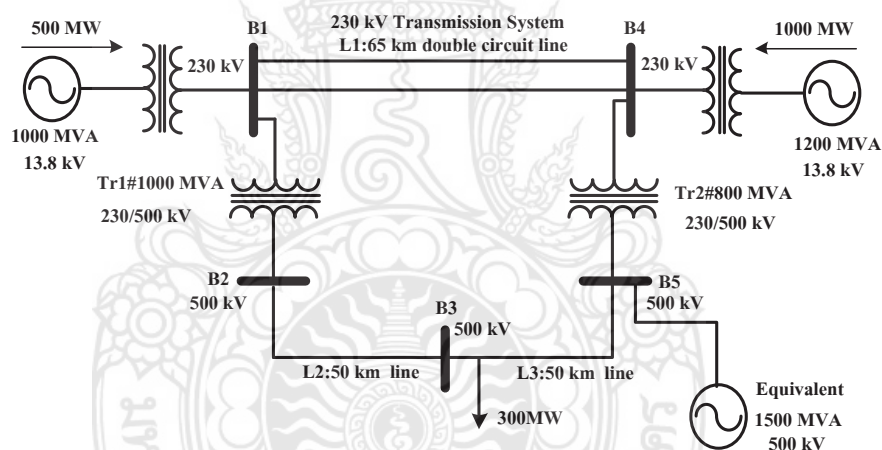 500 MW
B1
230 kV Transmission System
L1:65 km double circuit line
B4
1000 MW
230 kV
230 kV
1000 MVA
13.8 kV
1200 MVA
13.8 kV
Tr1#1000 MVA
230/500 kV
Tr2#800 MVA
230/500 kV
B2
500 kV
B3
500 kV
B5
500 kV
L2:50 km line
L3:50 km line
300MW
Equivalent
1500 MVA
500 kV